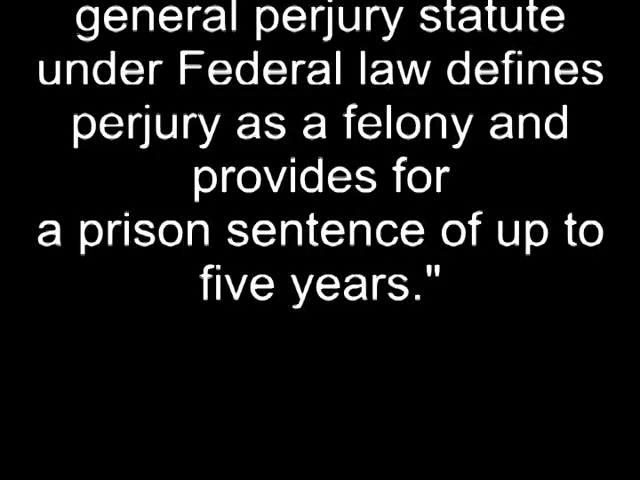 general perjury statute
under Federal law defines
perjury as a felony and
provides for
a prison sentence of up to
five years."